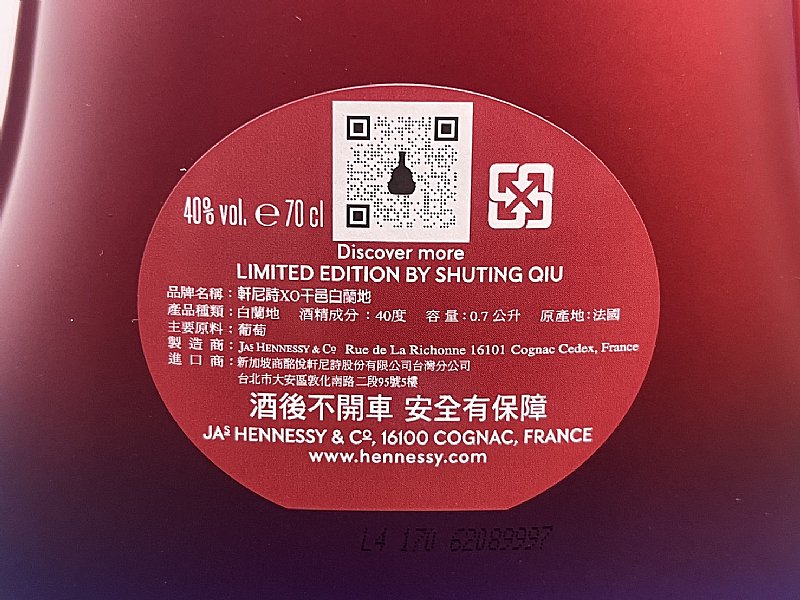 40% vol. ℮ 70 cl
Discover more
LIMITED EDITION BY SHUTING QIU
品牌名稱：軒尼詩XO干邑白蘭地
產品種類：白蘭地 酒精成分：40度 容量：0.7公升 原產地：法國
主要原料：葡萄
製造商：JAS HENNESSY & Cº Rue de La Richonne 16101 Cognac Cedex, France
進口商：新加坡商酩悅軒尼詩股份有限公司台灣分公司
台北市大安區敦化南路二段95號5樓
酒後不開車 安全有保障
JAS HENNESSY & Cº, 16100 COGNAC, FRANCE
www.hennessy.com
L4 170 62089997